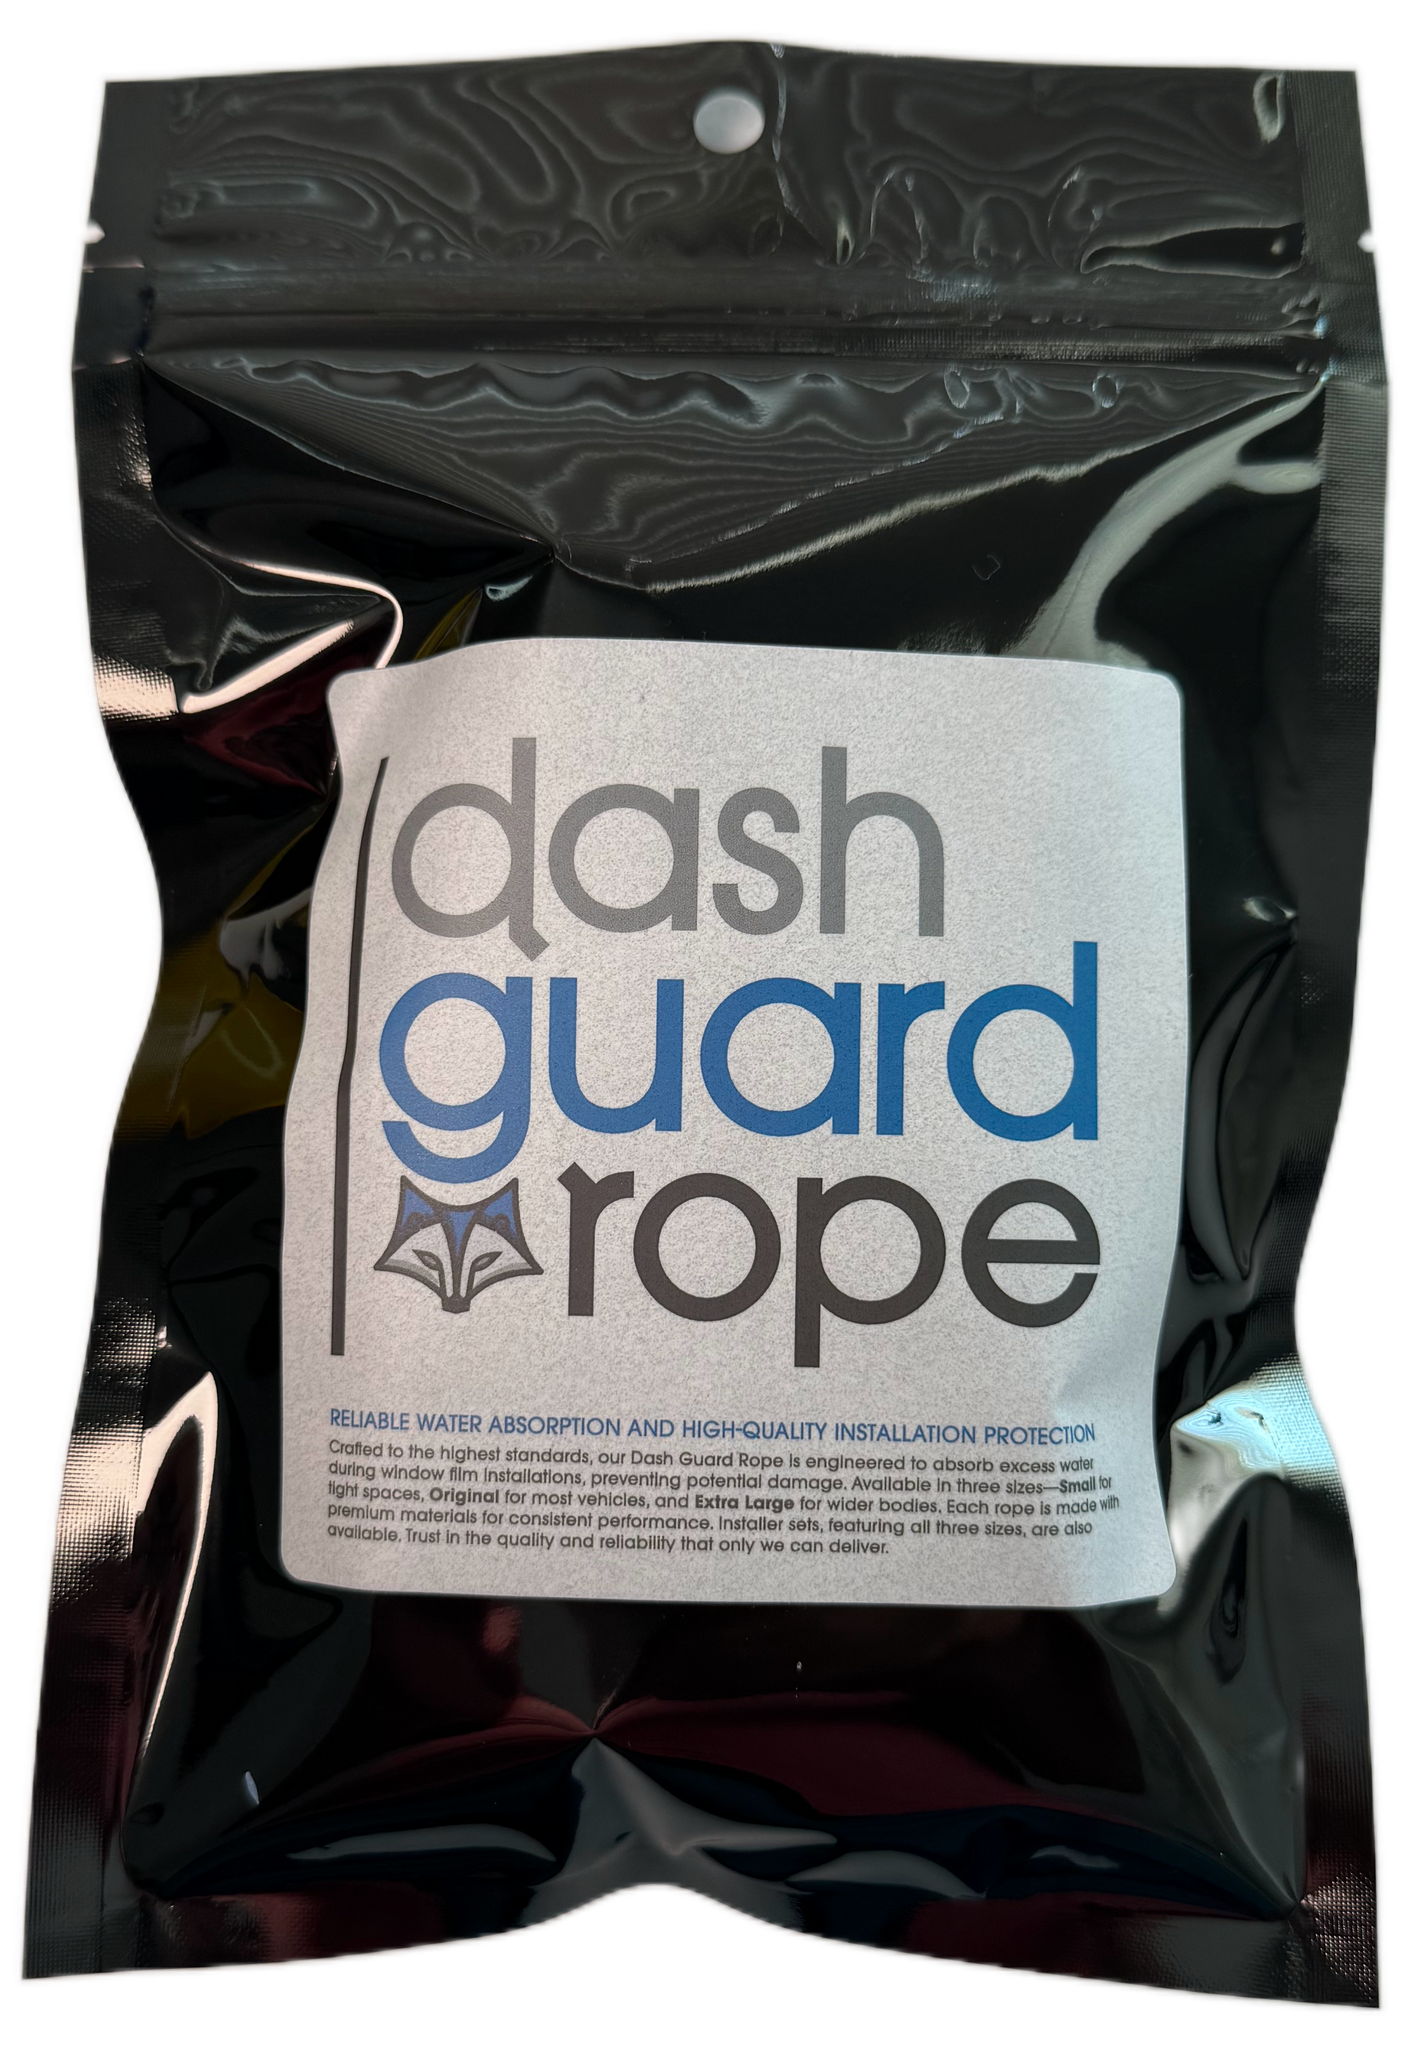 dash
guard
rope
RELIABLE WATER ABSORPTION AND HIGH-QUALITY INSTALLATION PROTECTION
Crafted to the highest standards, our Dash Guard Rope is engineered to absorb excess water
during window film installations, preventing potential damage. Available in three sizes—Small for
tight spaces, Original for most vehicles, and Extra Large for wider bodies. Each rope is made with
premium materials for consistent performance. Installer sets, featuring all three sizes, are also
available. Trust in the quality and reliability that only we can deliver.